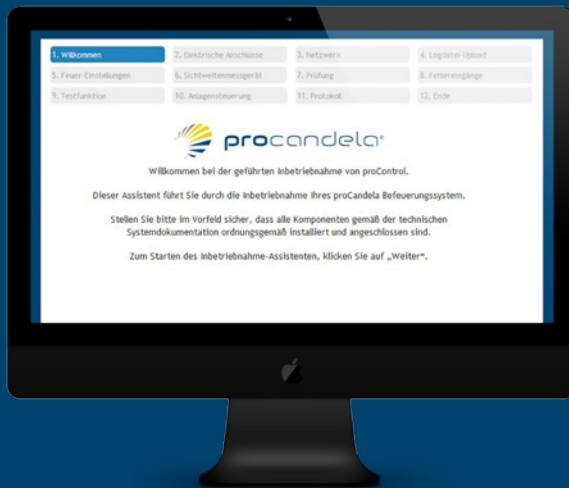 1. Willkommen
2. Elektrische Anschlüsse
3. Netzwerk
4. Logdatei-Upload
5. Feuer-Einstellungen
6. Sichtweitenmessgerät
7. Prüfung
8. Fehlereingänge
9. Testfunktion
10. Anlagensteuerung
11. Protokoll
12. Ende
procandela®
Willkommen bei der geführten Inbetriebnahme von proControl.
Dieser Assistent führt Sie durch die Inbetriebnahme Ihres proCandela Befeuerungssystem.
Stellen Sie bitte im Vorfeld sicher, dass alle Komponenten gemäß der technischen
Systemdokumentation ordnungsgemäß installiert und angeschlossen sind.
Zum Starten des Inbetriebnahme-Assistenten, klicken Sie auf „Weiter“.